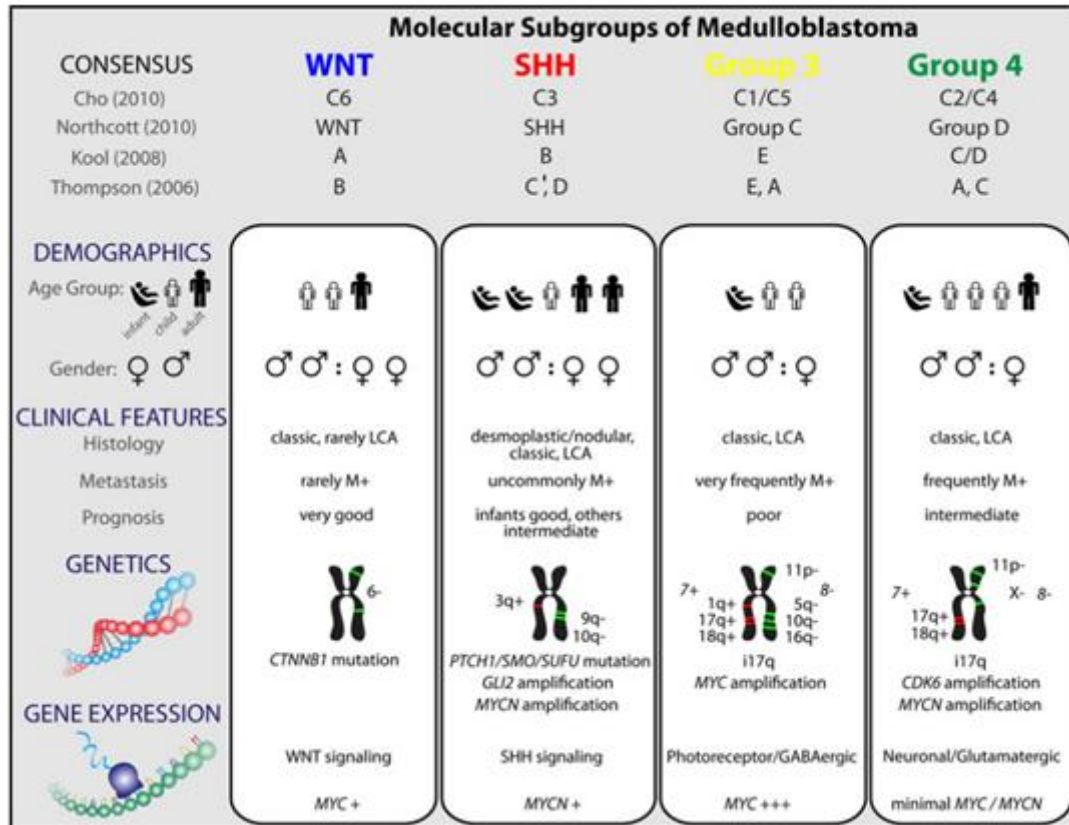 Molecular Subgroups of Medulloblastoma
CONSENSUS WNT SHH Group 3 Group 4
Cho (2010) C6 C3 C1/C5 C2/C4
Northcott (2010) WNT SHH Group C Group D
Kool (2008) A B E C/D
Thompson (2006) B C', D E, A A, C
DEMOGRAPHICS
Age Group:
infant child adult
Gender: ♀ ♂ ♂ ♂ : ♀ ♀ ♂ ♂ : ♀ ♀ ♂ ♂ : ♀ ♂ ♂ : ♀
CLINICAL FEATURES
Histology classic, rarely LCA desmoplastic/nodular, classic, LCA classic, LCA
classic, LCA
Metastasis rarely M+ uncommonly M+ very frequently M+ frequently M+
Prognosis very good infants good, others poor intermediate
intermediate
GENETICS
6-
3q+ 9q-
10q-
7+ 11p- 8-
1q+ 5q-
17q+ 10q-
18q+ 16q-
7+ 11p- X- 8-
17q+
18q+
CTNNB1 mutation PTCH1/SMO/SUFU mutation i17q i17q
GLI2 amplification MYC amplification CDK6 amplification
MYCN amplification MYCN amplification
GENE EXPRESSION
WNT signaling SHH signaling Photoreceptor/GABAergic Neuronal/Glutamatergic
MYC + MYCN + MYC +++ minimal MYC / MYCN